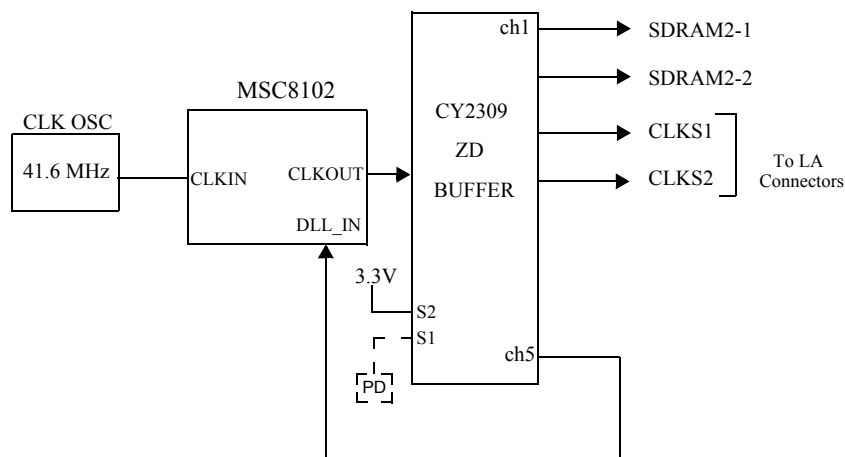 ch1
SDRAM2-1
SDRAM2-2
MSC8102
CY2309
ZD
BUFFER
CLK OSC
41.6 MHz
CLKIN
CLKOUT
DLL_IN
CLKS1
CLKS2
To LA
Connectors
3.3V
S2
S1
PD
ch5